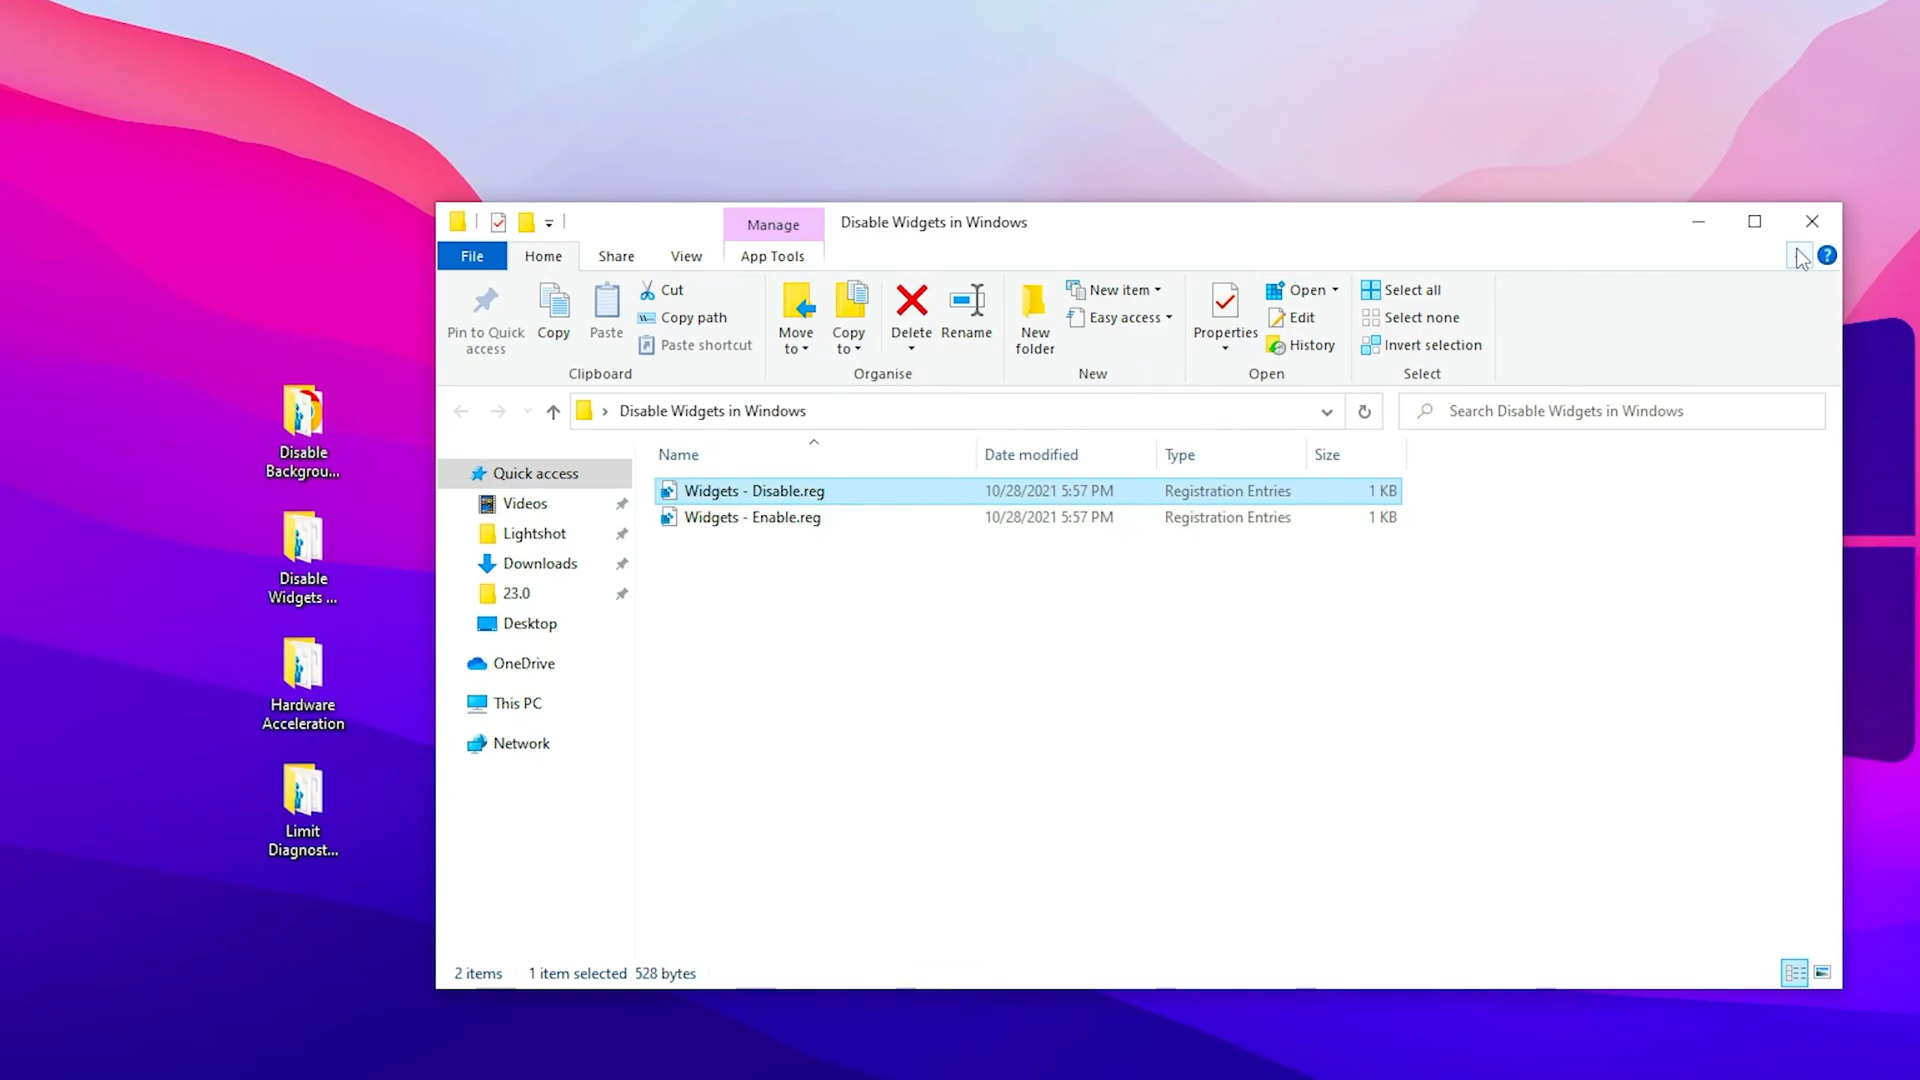 Disable Widgets in Windows
Manage
File
Home
Share
View
App Tools
?
Pin to Quick
access
Copy
Paste
Cut
Copy path
Paste shortcut
Clipboard
Move
to
Copy
to
Delete
Rename
Organise
New
folder
New item
Easy access
New
Properties
Open
Edit
History
Open
Select all
Select none
Invert selection
Select
Disable Widgets in Windows
Search Disable Widgets in Windows
Name
Date modified
Type
Size
Widgets - Disable.reg 10/28/2021 5:57 PM Registration Entries 1 KB
Widgets - Enable.reg 10/28/2021 5:57 PM Registration Entries 1 KB
Quick access
Videos
Lightshot
Downloads
23.0
Desktop
OneDrive
This PC
Network
2 items 1 item selected 528 bytes
Disable
Backgrou...
Disable
Widgets ...
Hardware
Acceleration
Limit
Diagnost...